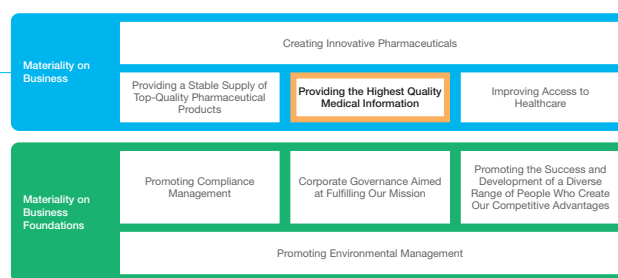 Materiality on
Business
Creating Innovative Pharmaceuticals
Providing a Stable Supply of
Top-Quality Pharmaceutical
Products
Providing the Highest Quality
Medical Information
Improving Access to
Healthcare
Materiality on
Business
Foundations
Promoting Compliance
Management
Corporate Governance Aimed
at Fulfilling Our Mission
Promoting the Success and
Development of a Diverse
Range of People Who Create
Our Competitive Advantages
Promoting Environmental Management